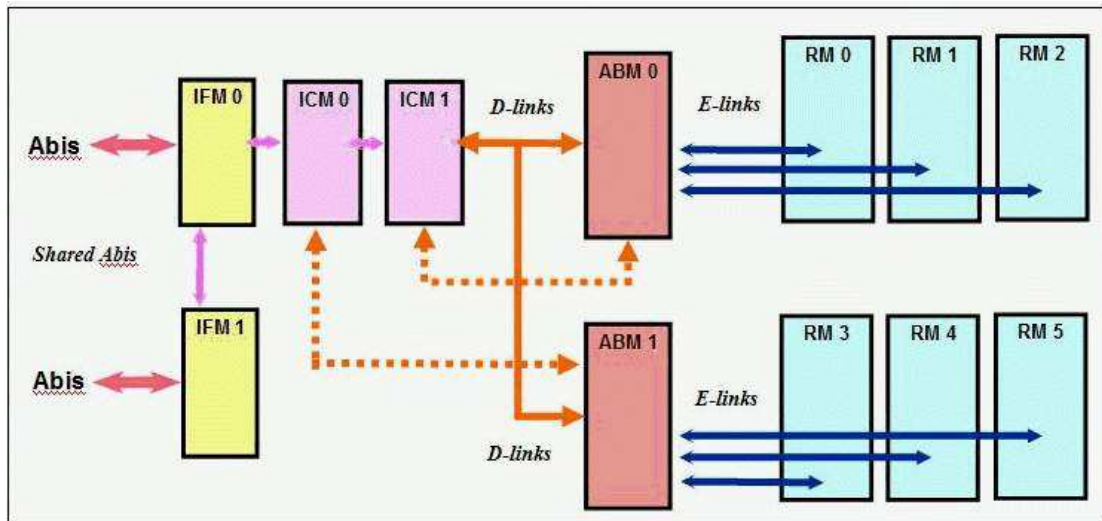 IFM 0
ICM 0
ICM 1
ABM 0
RM 0
RM 1
RM 2
D-links
E-links
Abis
Shared Abis
IFM 1
ABM 1
RM 3
RM 4
RM 5
Abis
E-links
D-links